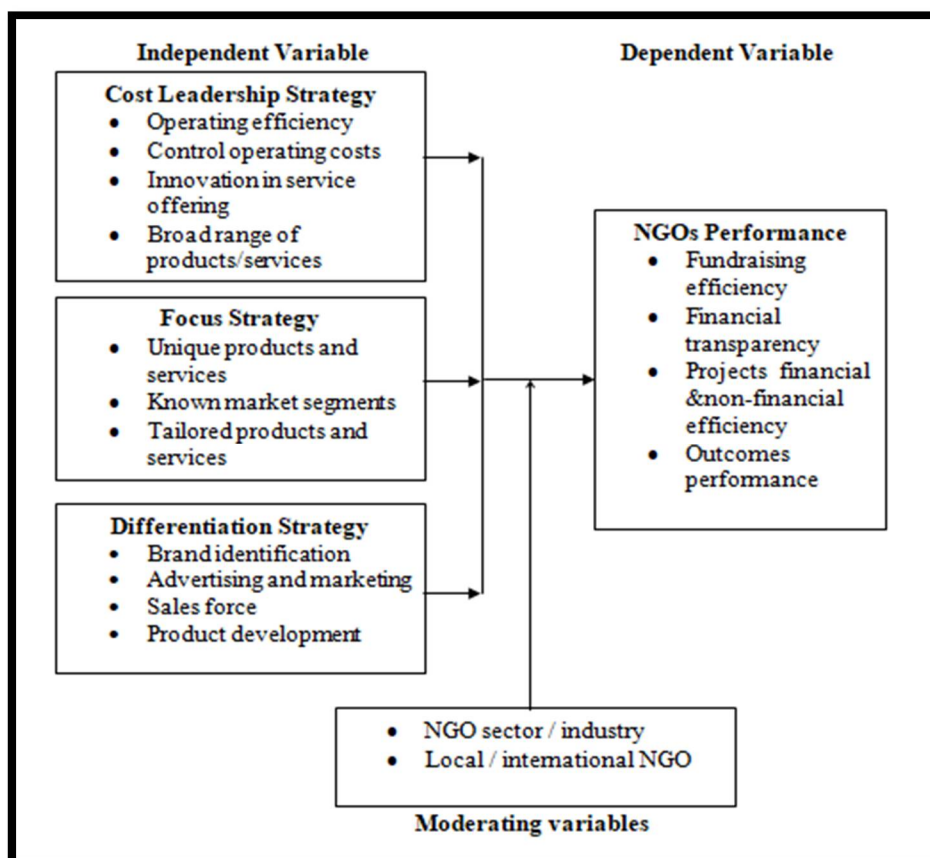 Independent Variable
Dependent Variable
Cost Leadership Strategy
• Operating efficiency
• Control operating costs
• Innovation in service
offering
• Broad range of
products/services
Focus Strategy
• Unique products and
services
• Known market segments
• Tailored products and
services
Differentiation Strategy
• Brand identification
• Advertising and marketing
• Sales force
• Product development
NGOs Performance
• Fundraising
efficiency
• Financial
transparency
• Projects financial
&non-financial
efficiency
• Outcomes
performance
• NGO sector / industry
• Local / international NGO
Moderating variables